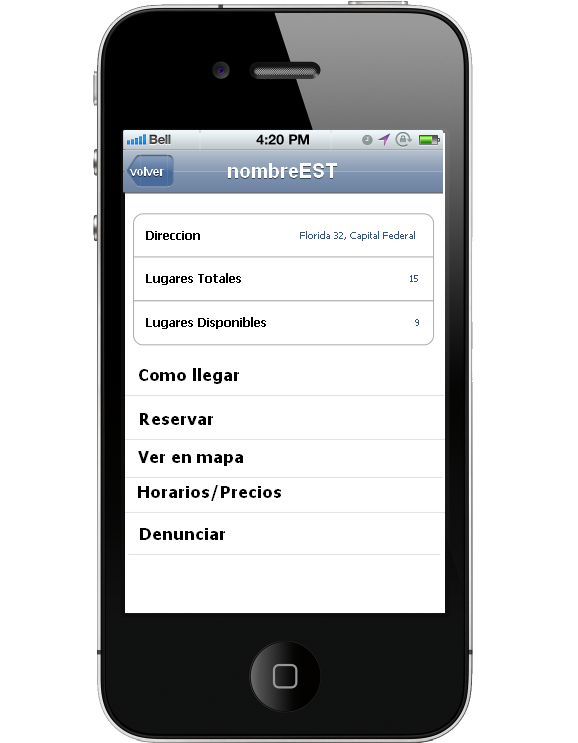 Bell 4:20 PM
volver nombreEST
Direccion Florida 32, Capital Federal
Lugares Totales 15
Lugares Disponibles 9
Como llegar
Reservar
Ver en mapa
Horarios/Precios
Denunciar